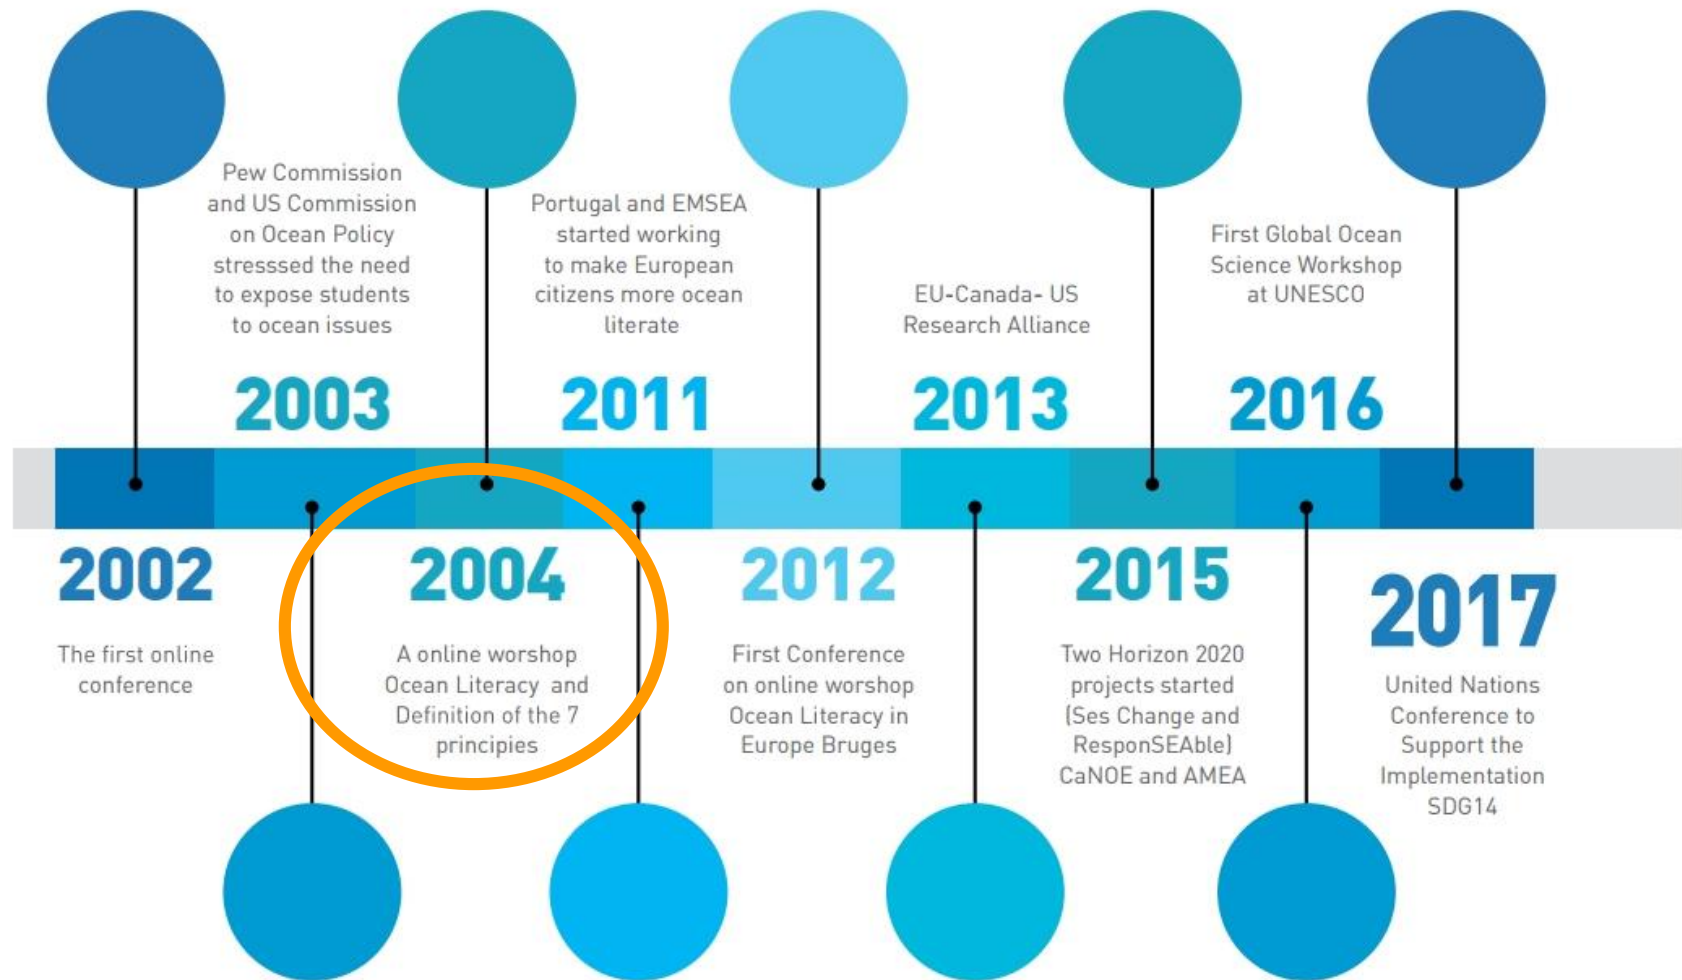 Pew Commission
and US Commission
on Ocean Policy
stresssed the need
to expose students
to ocean issues
2003
Portugal and EMSEA
started working
to make European
citizens more ocean
literate
2011
EU-Canada- US
Research Alliance
2013
First Global Ocean
Science Workshop
at UNESCO
2016
2002
The first online
conference
2004
A online worshop
Ocean Literacy and
Definition of the 7
principies
2012
First Conference
on online worshop
Ocean Literacy in
Europe Bruges
2015
Two Horizon 2020
projects started
(Ses Change and
ResponSEAble)
CaNOE and AMEA
2017
United Nations
Conference to
Support the
Implementation
SDG14